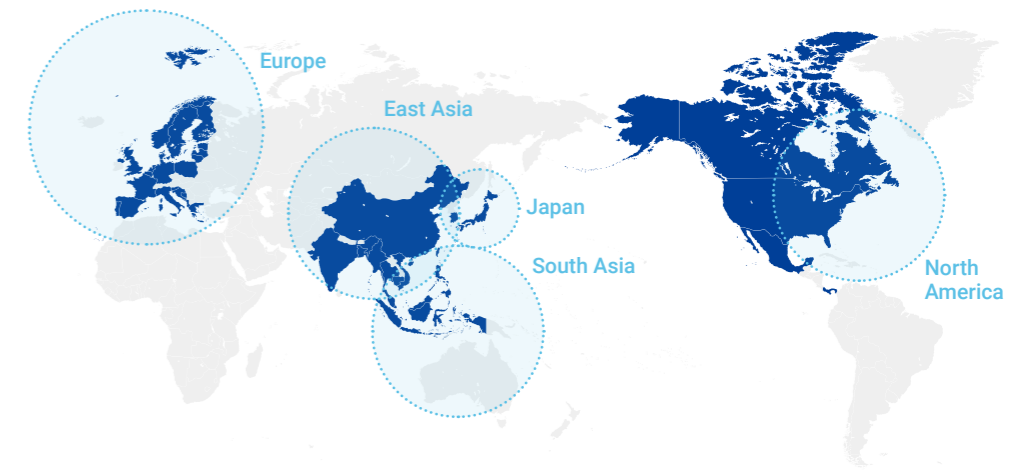 Europe
East Asia
Japan
South Asia
North
America